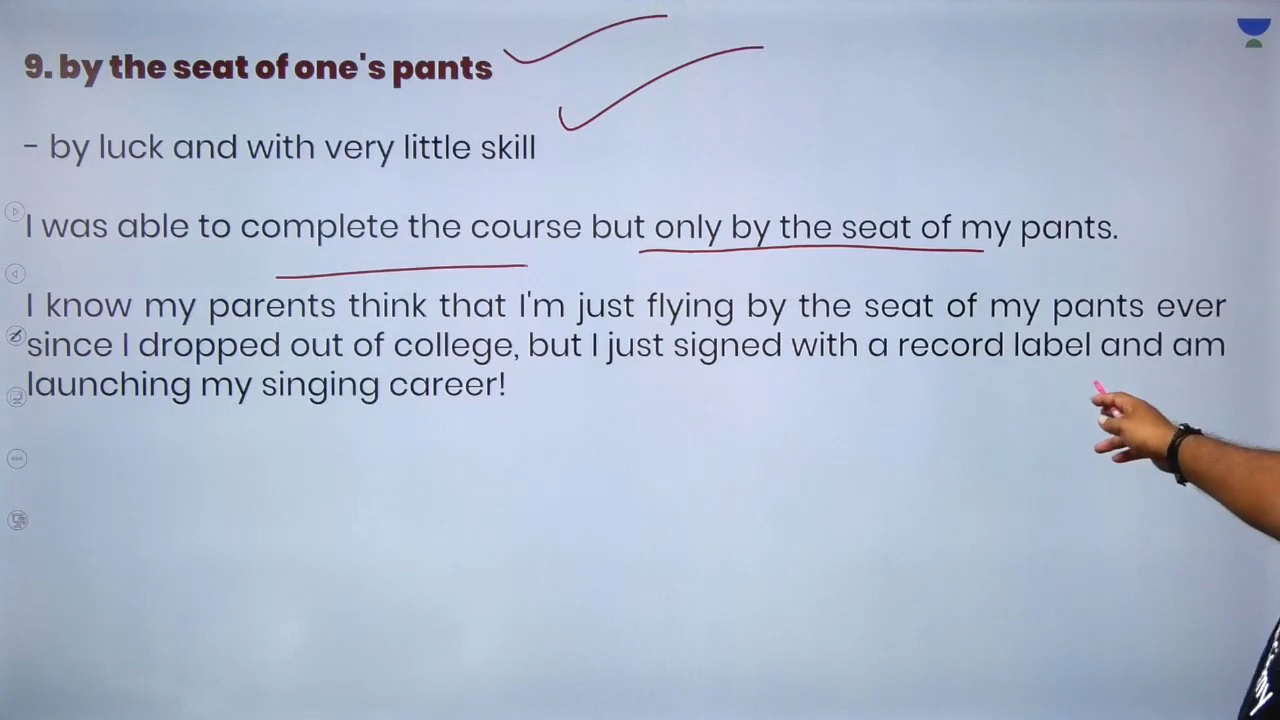 9. by the seat of one's pants
- by luck and with very little skill
I was able to complete the course but only by the seat of my pants.
I know my parents think that I'm just flying by the seat of my pants ever
since I dropped out of college, but I just signed with a record label and am
launching my singing career!